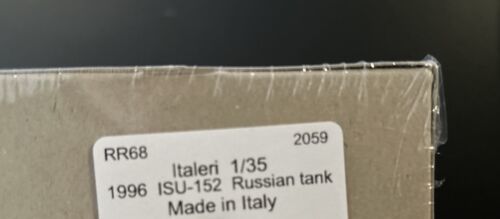 RR68 2059
Italeri 1/35
1996 ISU-152 Russian tank
Made in Italy